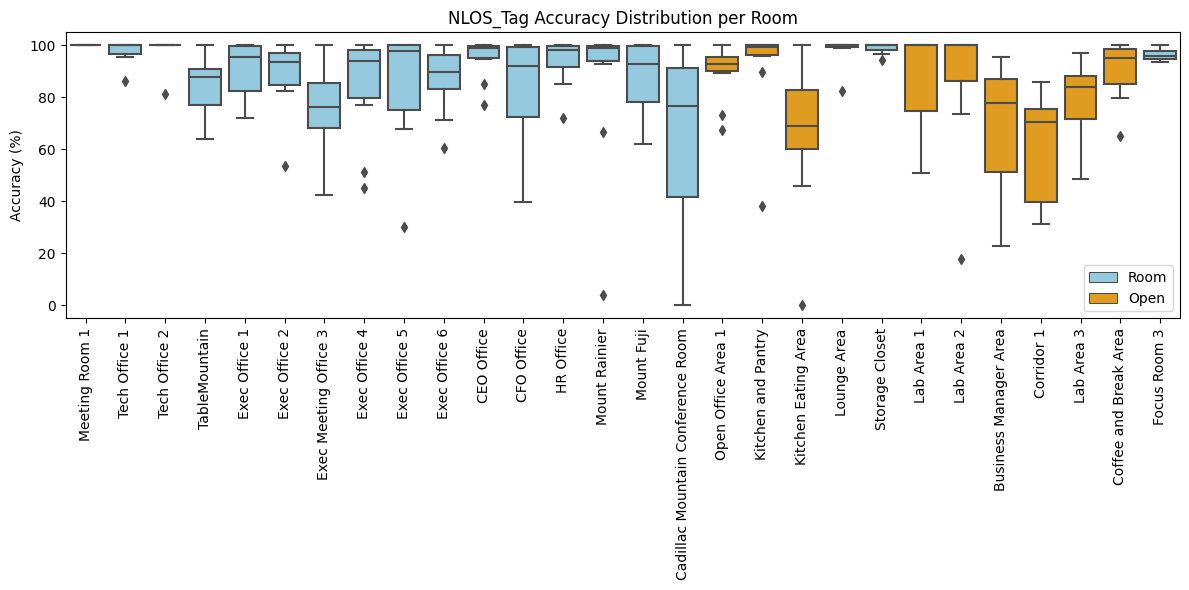 NLOS_Tag Accuracy Distribution per Room
Accuracy (%)
100
80
60
40
20
0
Room
Open
Meeting Room 1
Tech Office 1
Tech Office 2
TableMountain
Exec Office 1
Exec Office 2
Exec Meeting Office 3
Exec Office 4
Exec Office 5
Exec Office 6
CEO Office
CFO Office
HR Office
Mount Rainier
Mount Fuji
Cadillac Mountain Conference Room
Open Office Area 1
Kitchen and Pantry
Kitchen Eating Area
Lounge Area
Storage Closet
Lab Area 1
Lab Area 2
Business Manager Area
Corridor 1
Lab Area 3
Coffee and Break Area
Focus Room 3